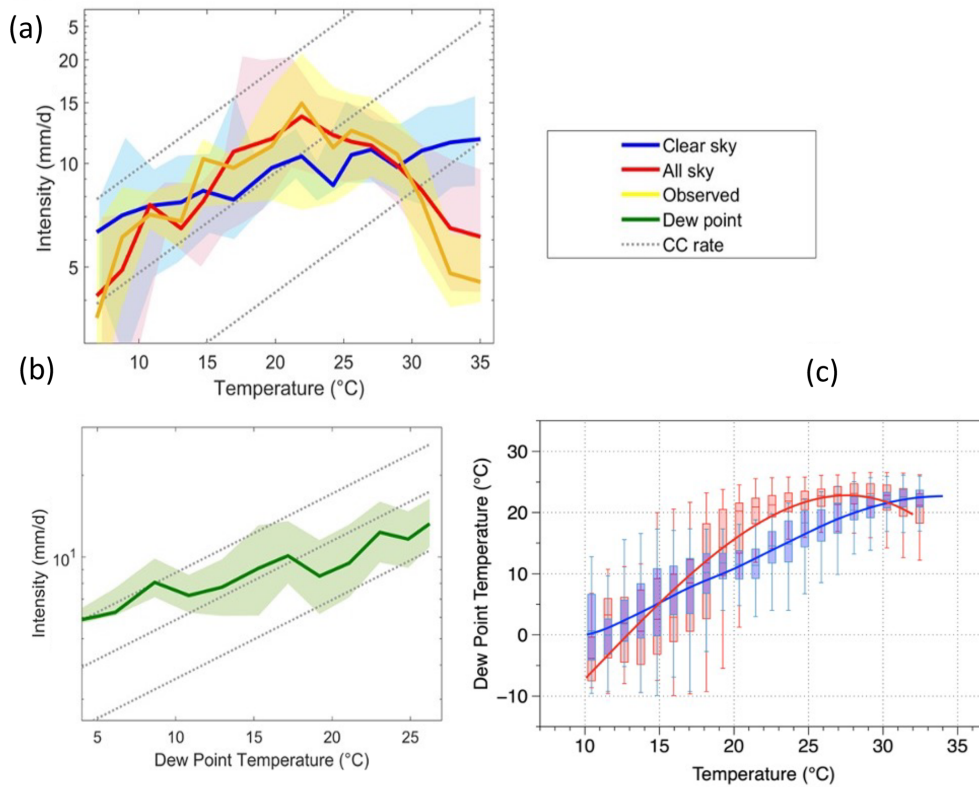 (a)
5
20
15
10
5
Intensity (mm/d)
10 15 20 25 30 35
Temperature (°C)
Clear sky
All sky
Observed
Dew point
CC rate
(b)
10¹
Intensity (mm/d)
5 10 15 20 25
Dew Point Temperature (°C)
(c)
30
20
10
0
−10
Dew Point Temperature (°C)
10 15 20 25 30 35
Temperature (°C)